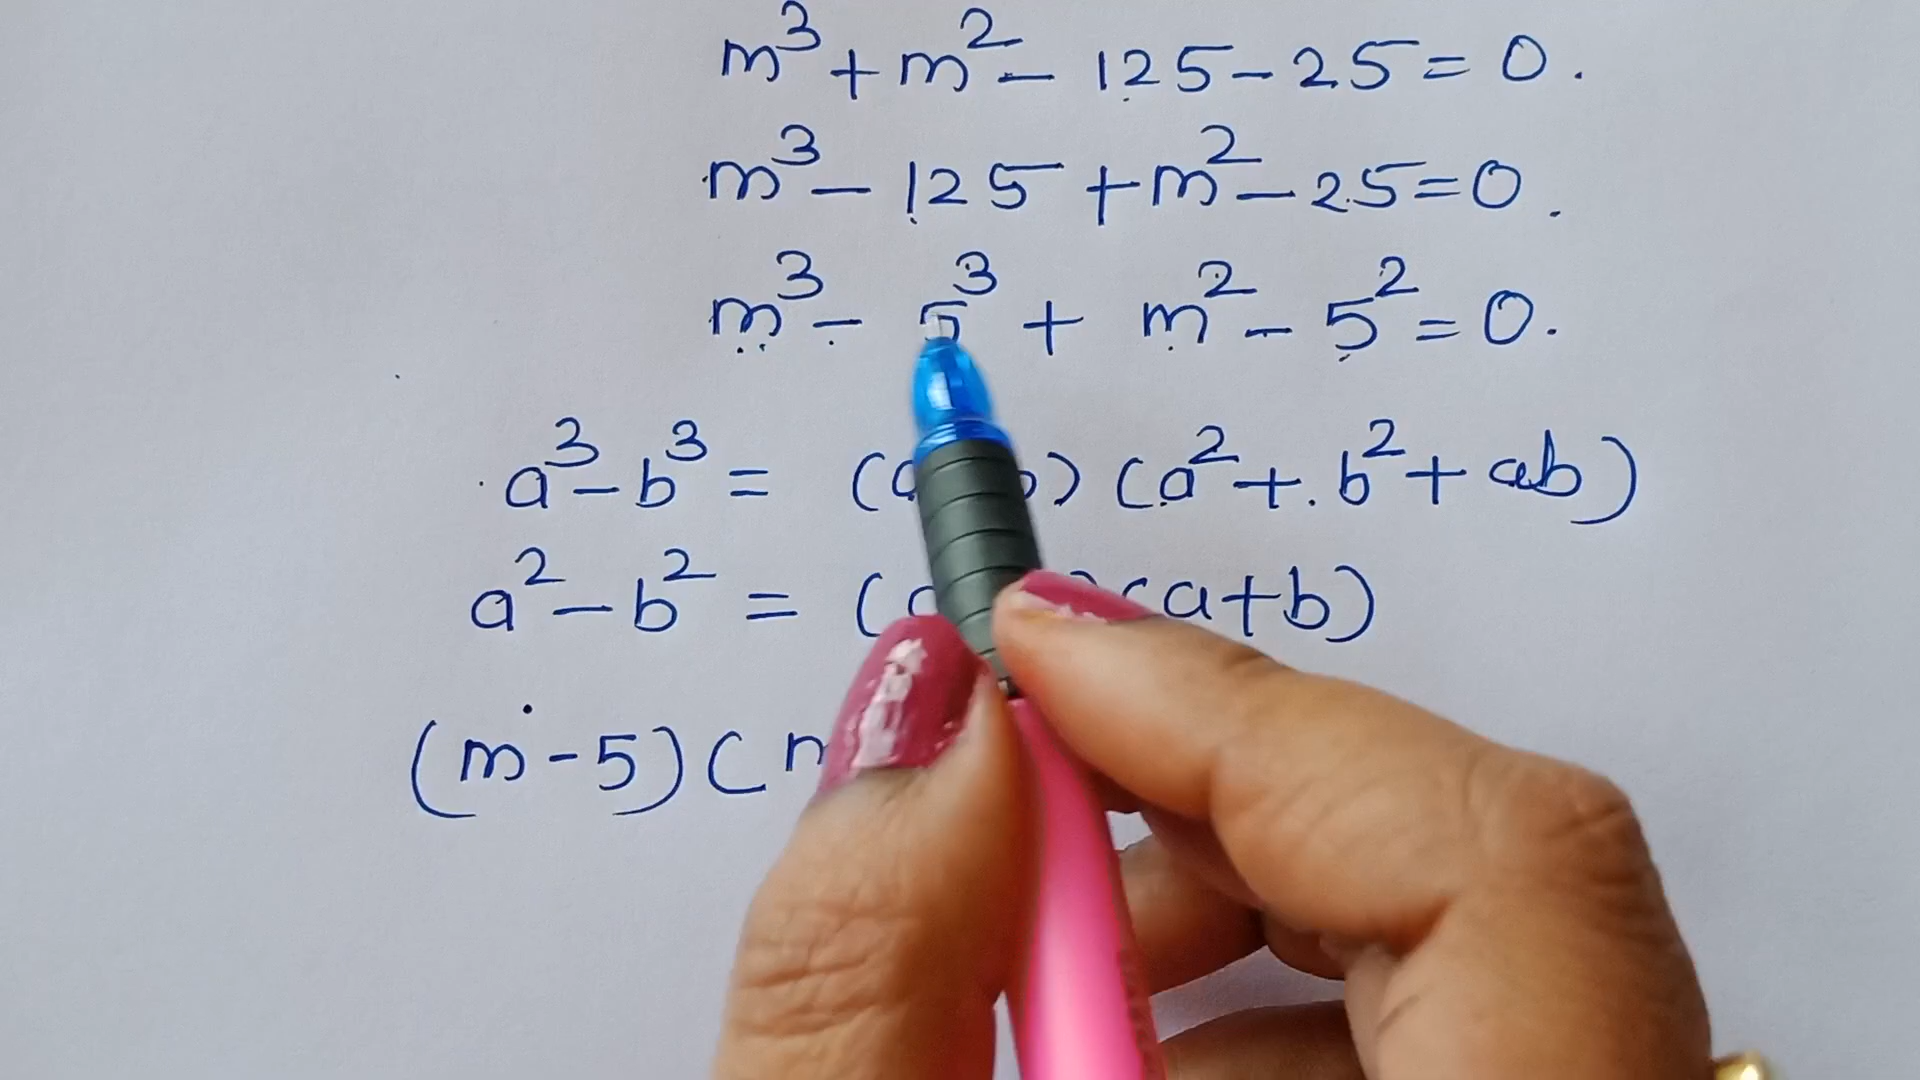 m³ + m² - 125 - 25 = 0.
m³ - 125 + m² - 25 = 0.
m³ - 5³ + m² - 5² = 0.
a³ - b³ = (a b) (a² + b² + ab)
a² - b² = ( ) (a+b)
(m - 5) ( m